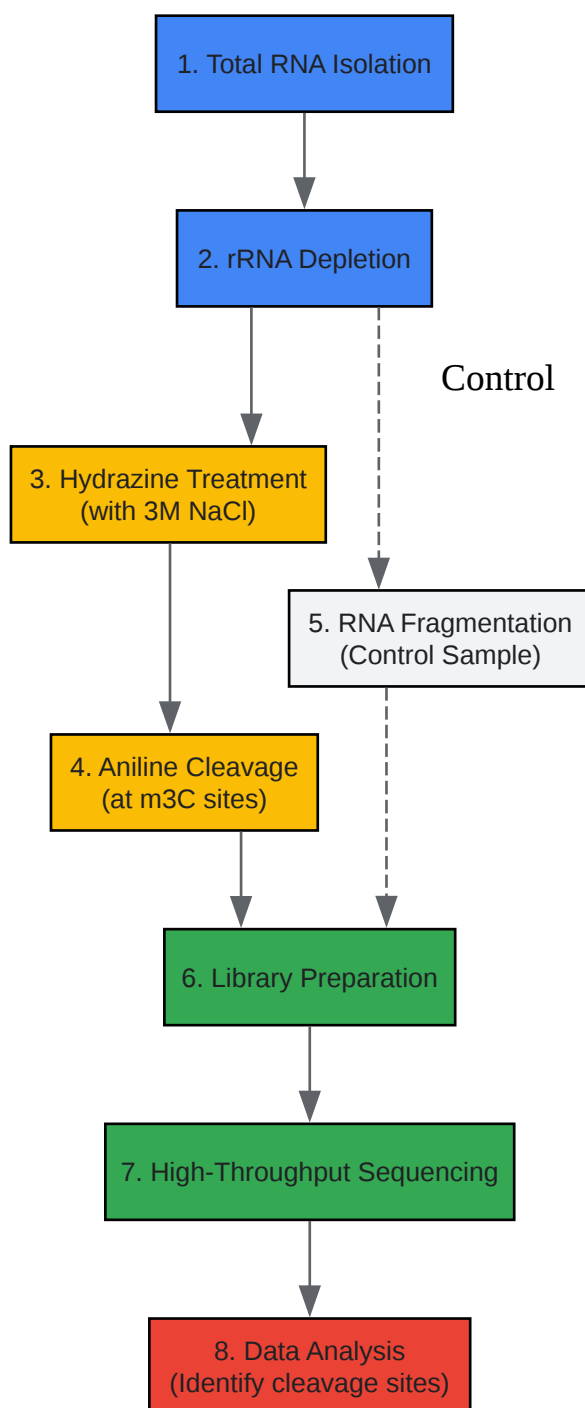 1. Total RNA Isolation
2. rRNA Depletion
Control
3. Hydrazine Treatment
(with 3M NaCl)
5. RNA Fragmentation
(Control Sample)
4. Aniline Cleavage
(at m3C sites)
6. Library Preparation
7. High-Throughput Sequencing
8. Data Analysis
(Identify cleavage sites)